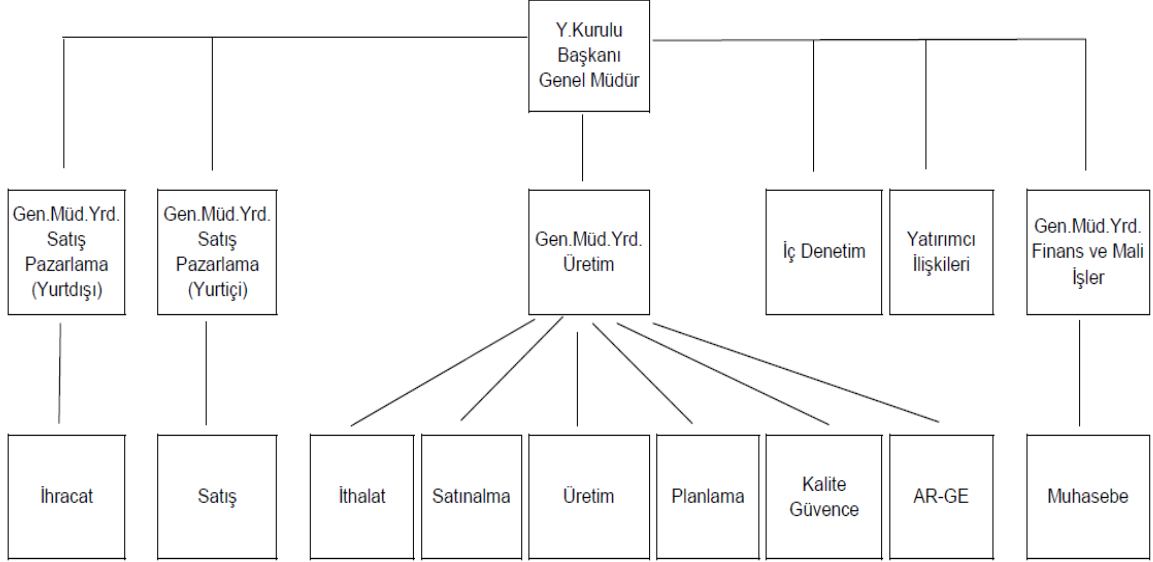 Y.Kurulu
Başkanı
Genel Müdür
Gen.Müd.Yrd.
Satış
Pazarlama
(Yurtdışı)
Gen.Müd.Yrd.
Satış
Pazarlama
(Yurtiçi)
Gen.Müd.Yrd.
Üretim
İç Denetim
Yatırımcı
İlişkileri
Gen.Müd.Yrd.
Finans ve Mali
İşler
İhracat
Satış
İthalat
Satınalma
Üretim
Planlama
Kalite
Güvence
AR-GE
Muhasebe